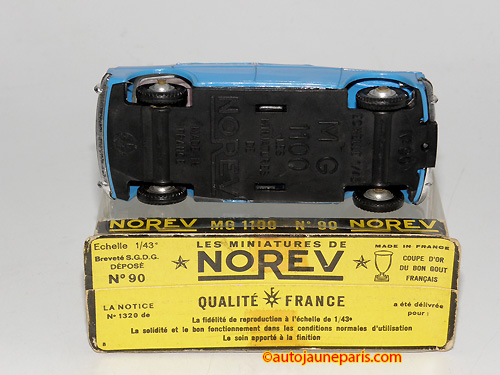 NOREV
MG
1100
NOREV MG 1100 N° 90 NOREV
Echelle 1/43e
Breveté S.G.D.G.
DÉPOSÉ
N° 90
LES MINIATURES DE
NOREV
MADE IN FRANCE
COUPE D'OR
DU BON GOUT
FRANÇAIS
LA NOTICE
N° 1320 de
QUALITÉ FRANCE
a été délivrée
pour :
La fidélité de reproduction à l'échelle de 1/43e
La solidité et le bon fonctionnement dans les conditions normales d'utilisation
Le soin apporté à la finition
©autojauneparis.com